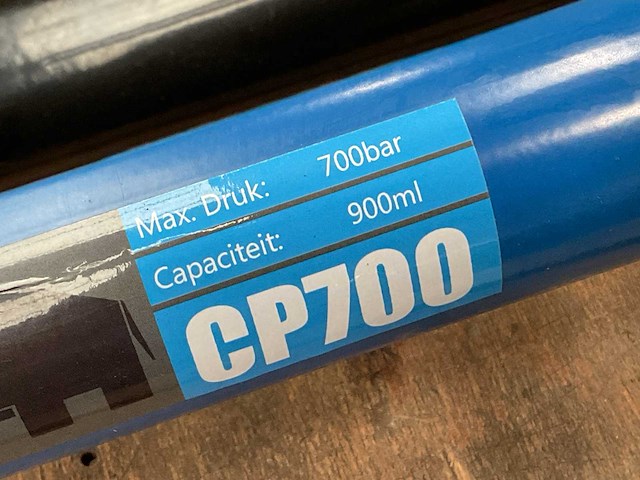 Max. Druk: 700bar
Capaciteit: 900ml
CP700